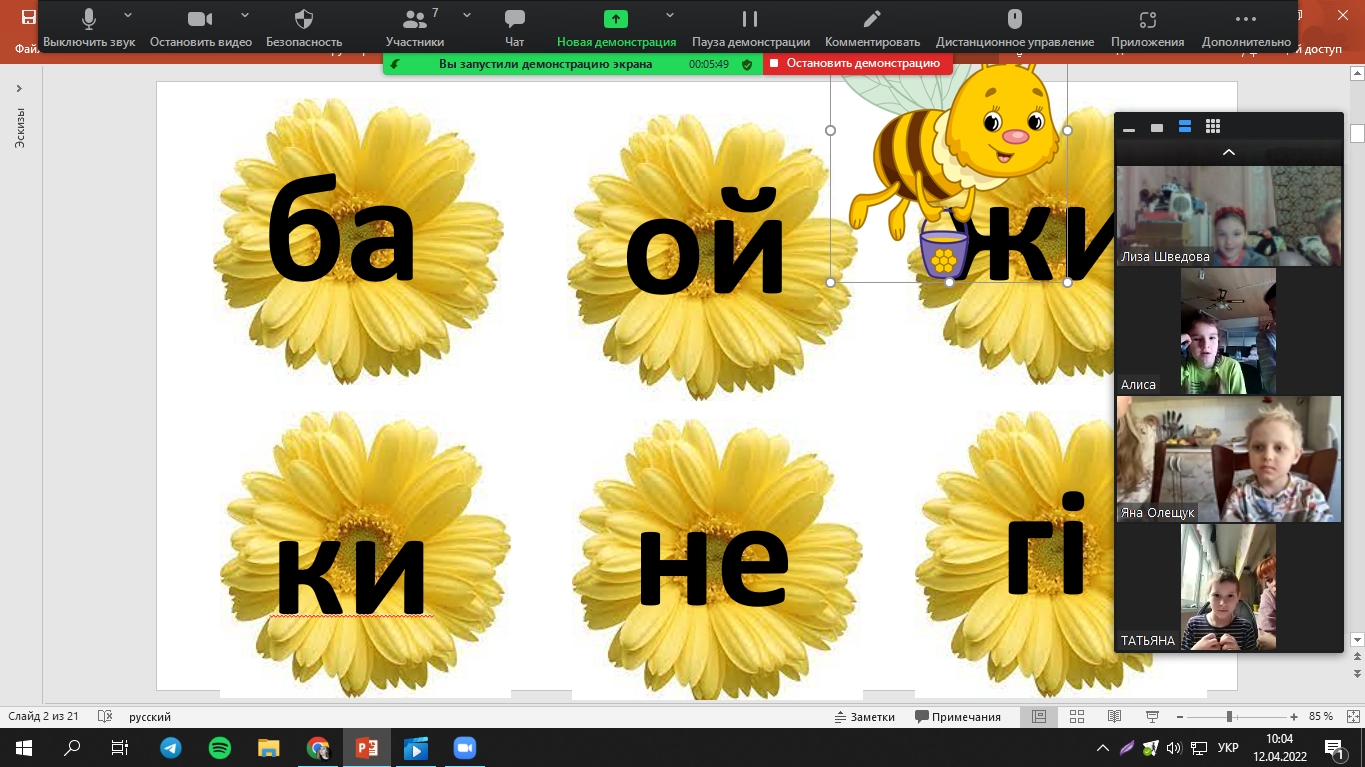 Выключить звук
Остановить видео
Безопасность
Участники
7
Чат
Новая демонстрация
Пауза демонстрации
Комментировать
Дистанционное управление
Приложения
Дополнительно
Вы запустили демонстрацию экрана
00:05:49
Остановить демонстрацию
Эскизы
ба
ой
жи
ки
не
гі
Лиза Шведова
Алиса
Яна Олещук
ТАТЬЯНА
Слайд 2 из 21
русский
Заметки
Примечания
85 %
УКР
10:04
12.04.2022
1